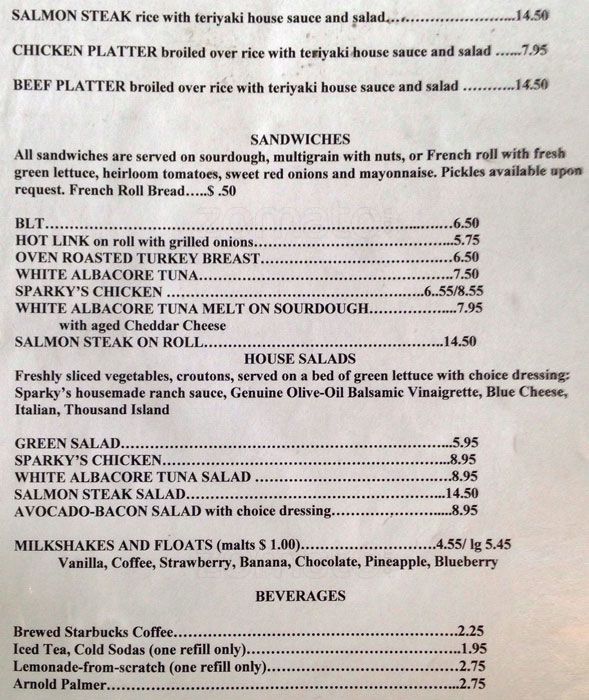 SALMON STEAK rice with teriyaki house sauce and salad..............................14.50
CHICKEN PLATTER broiled over rice with teriyaki house sauce and salad ......7.95
BEEF PLATTER broiled over rice with teriyaki house sauce and salad ...........14.50
SANDWICHES
All sandwiches are served on sourdough, multigrain with nuts, or French roll with fresh
green lettuce, heirloom tomatoes, sweet red onions and mayonnaise. Pickles available upon
request. French Roll Bread.....$ .50
BLT.....................................................................................................6.50
HOT LINK on roll with grilled onions..................................................5.75
OVEN ROASTED TURKEY BREAST................................................6.50
WHITE ALBACORE TUNA...............................................................7.50
SPARKY'S CHICKEN ................................................................6..55/8.55
WHITE ALBACORE TUNA MELT ON SOURDOUGH.....................7.95
with aged Cheddar Cheese
SALMON STEAK ON ROLL............................................................14.50
HOUSE SALADS
Freshly sliced vegetables, croutons, served on a bed of green lettuce with choice dressing:
Sparky's housemade ranch sauce, Genuine Olive-Oil Balsamic Vinaigrette, Blue Cheese,
Italian, Thousand Island
GREEN SALAD...................................................................................5.95
SPARKY'S CHICKEN.........................................................................8.95
WHITE ALBACORE TUNA SALAD .................................................8.95
SALMON STEAK SALAD.................................................................14.50
AVOCADO-BACON SALAD with choice dressing..............................8.95
MILKSHAKES AND FLOATS (malts $ 1.00)..................................4.55/ lg 5.45
Vanilla, Coffee, Strawberry, Banana, Chocolate, Pineapple, Blueberry
BEVERAGES
Brewed Starbucks Coffee.......................................................................2.25
Iced Tea, Cold Sodas (one refill only)......................................................1.95
Lemonade-from-scratch (one refill only)................................................2.75
Arnold Palmer.........................................................................................2.75